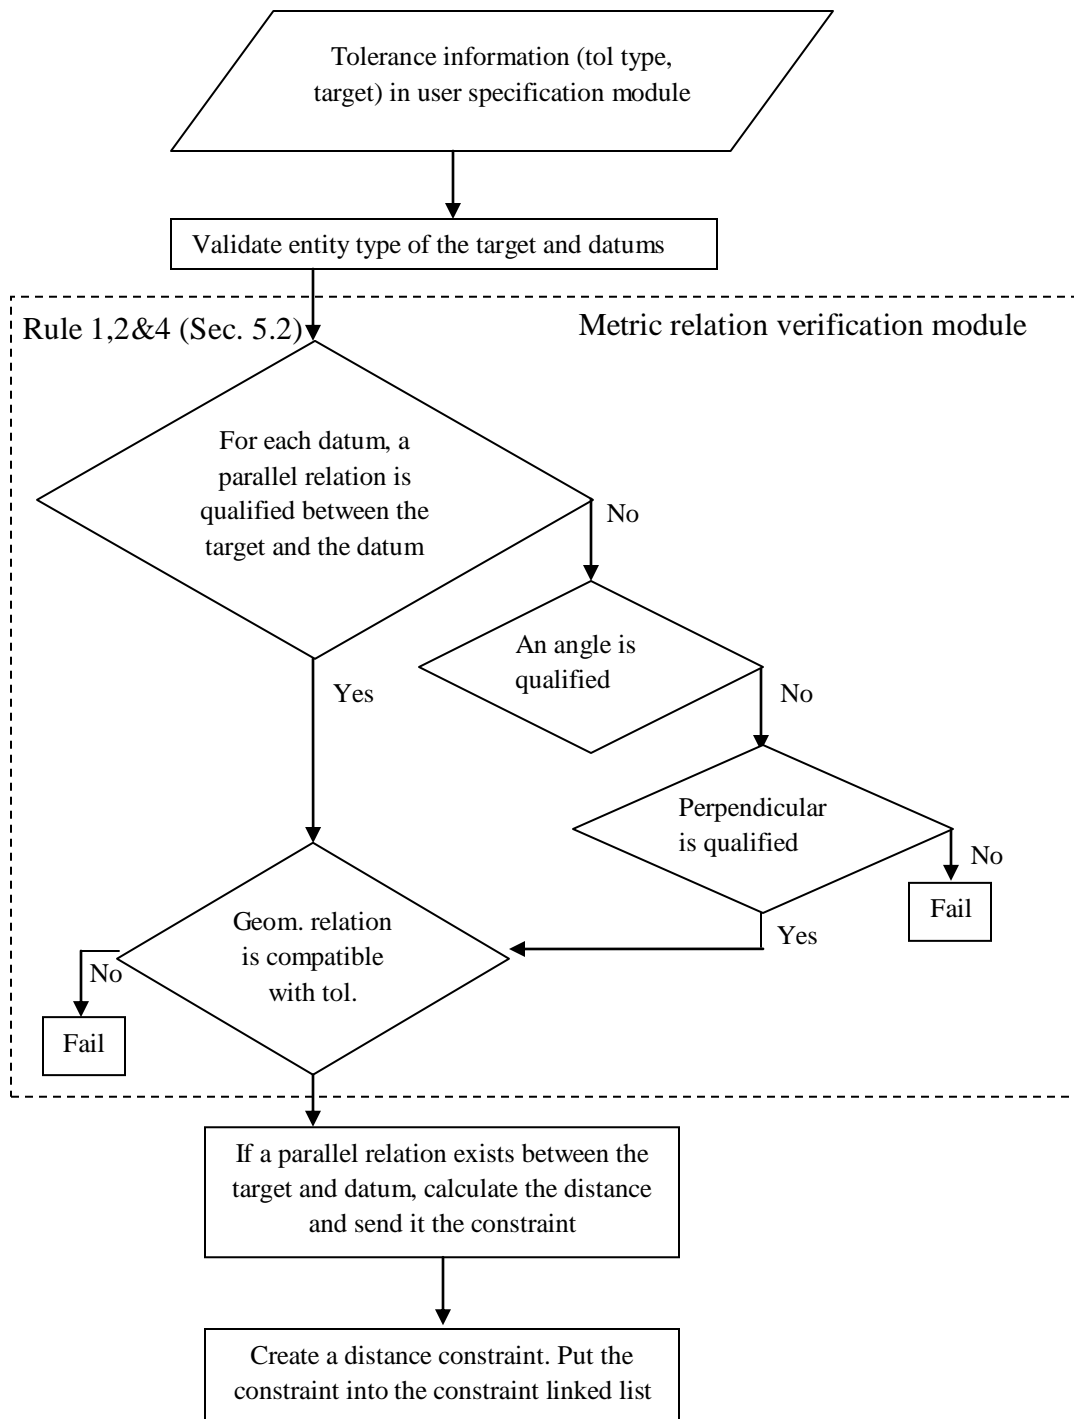 Tolerance information (tol type,
target) in user specification module
Validate entity type of the target and datums
Rule 1,2&4 (Sec. 5.2)
Metric relation verification module
For each datum, a
parallel relation is
qualified between the
target and the datum
No
An angle is
qualified
Yes
No
Perpendicular
is qualified
No
Fail
Yes
Geom. relation
is compatible
with tol.
No
Fail
If a parallel relation exists between the
target and datum, calculate the distance
and send it the constraint
Create a distance constraint. Put the
constraint into the constraint linked list